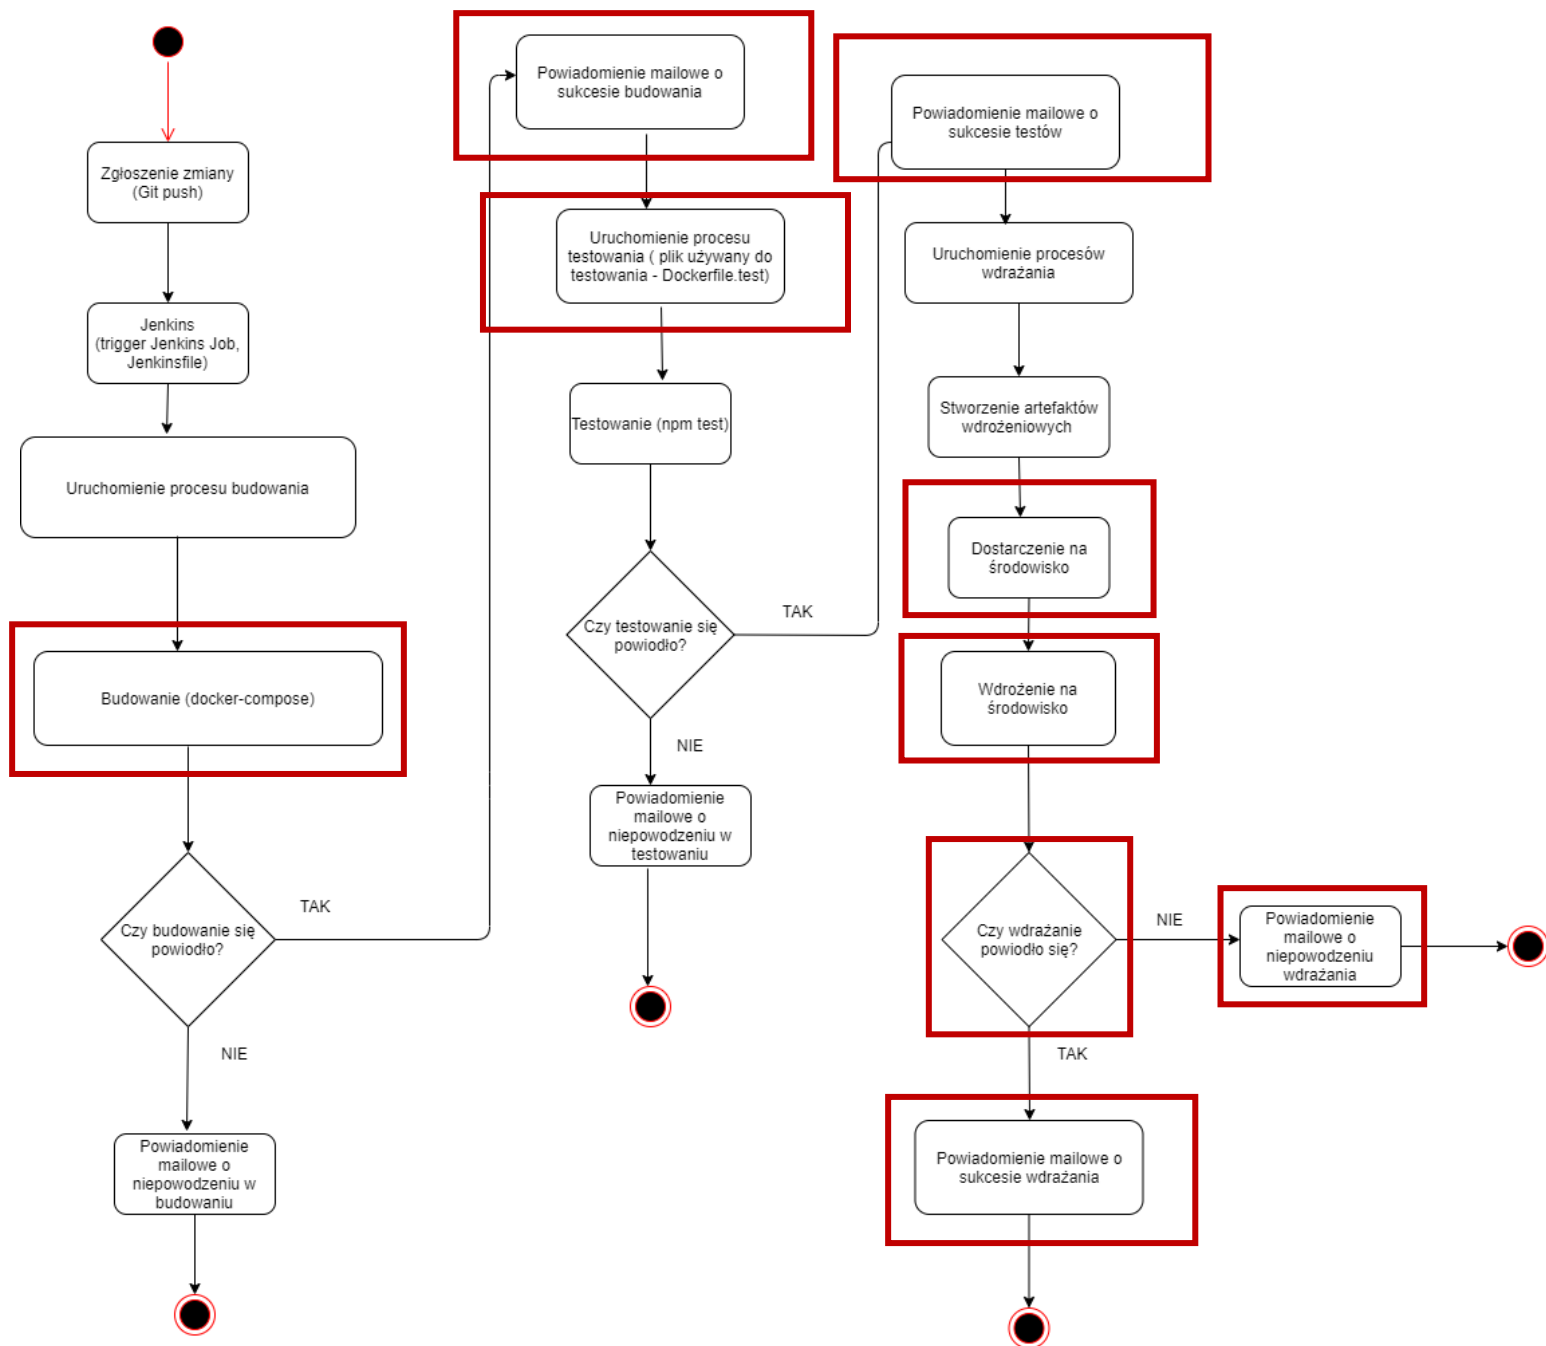 Zgłoszenie zmiany
(Git push)
Jenkins
(trigger Jenkins Job,
Jenkinsfile)
Uruchomienie procesu budowania
Budowanie (docker-compose)
Czy budowanie się
powiodło?
TAK
NIE
Powiadomienie
mailowe o
niepowodzeniu w
budowaniu
Powiadomienie mailowe o
sukcesie budowania
Uruchomienie procesu
testowania ( plik używany do
testowania - Dockerfile.test)
Testowanie (npm test)
Czy testowanie się
powiodło?
TAK
NIE
Powiadomienie
mailowe o
niepowodzeniu w
testowaniu
Powiadomienie mailowe o
sukcesie testów
Uruchomienie procesów
wdrażania
Stworzenie artefaktów
wdrożeniowych
Dostarczenie na
środowisko
Wdrożenie na
środowisko
Czy wdrażanie
powiodło się?
NIE
Powiadomienie
mailowe o
niepowodzeniu
wdrażania
TAK
Powiadomienie mailowe o
sukcesie wdrażania